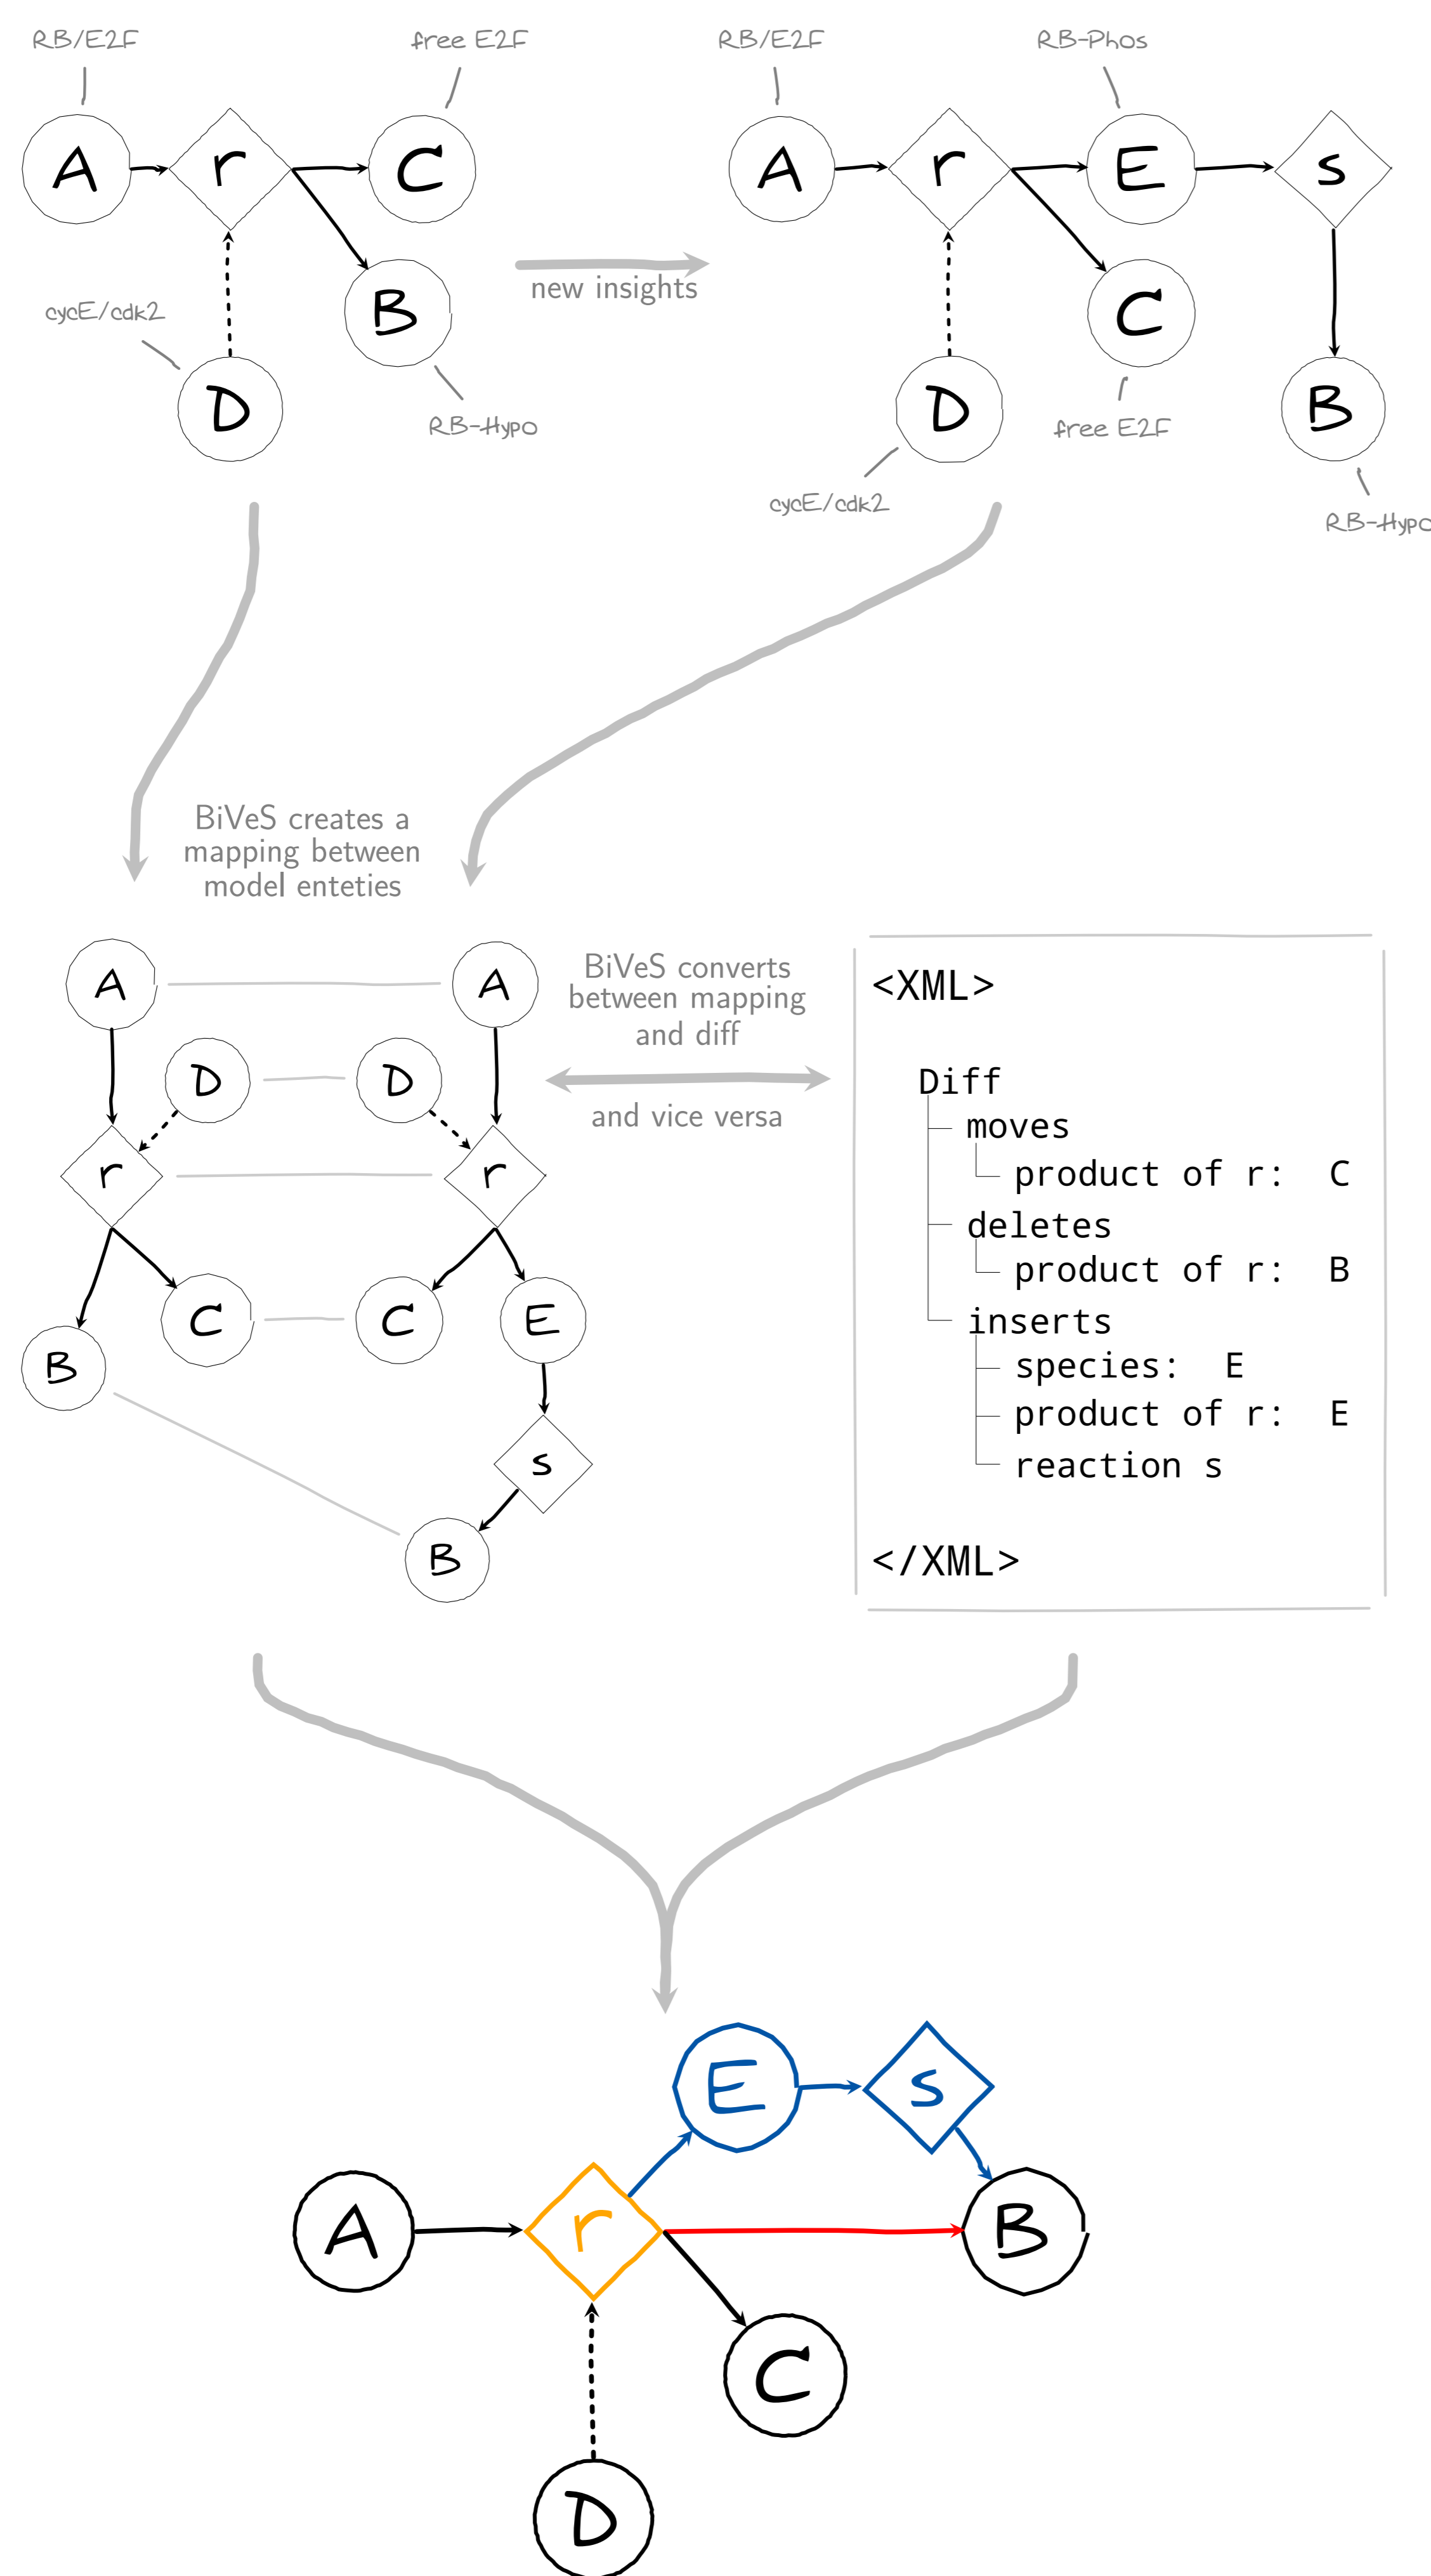 RB/E2F
free E2F
RB/E2F
RB-Phos
A
r
C
A
r
E
s
new insights
B
C
cycE/cdk2
D
RB-Hypo
D
free E2F
B
cycE/cdk2
RB-Hypo
BiVeS creates a
mapping between
model enteties
A
A
BiVeS converts
between mapping
and diff
and vice versa
D
D
r
r
C
C
E
B
s
B
<XML>
Diff
moves
product of r: C
deletes
product of r: B
inserts
species: E
product of r: E
reaction s
</XML>
E
s
A
r
B
C
D